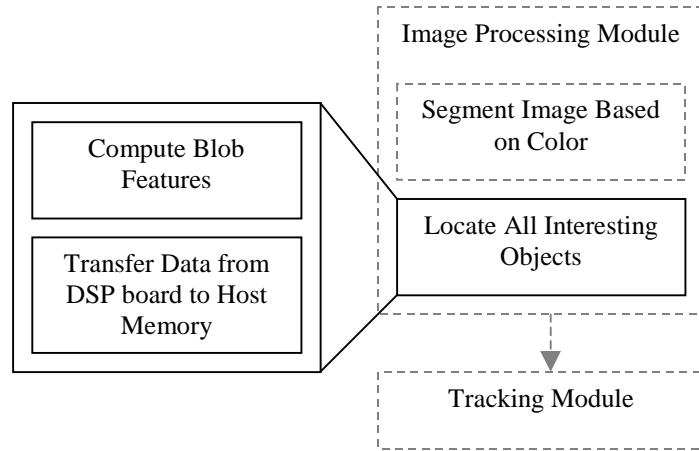 Image Processing Module
Segment Image Based
on Color
Locate All Interesting
Objects
Compute Blob
Features
Transfer Data from
DSP board to Host
Memory
Tracking Module